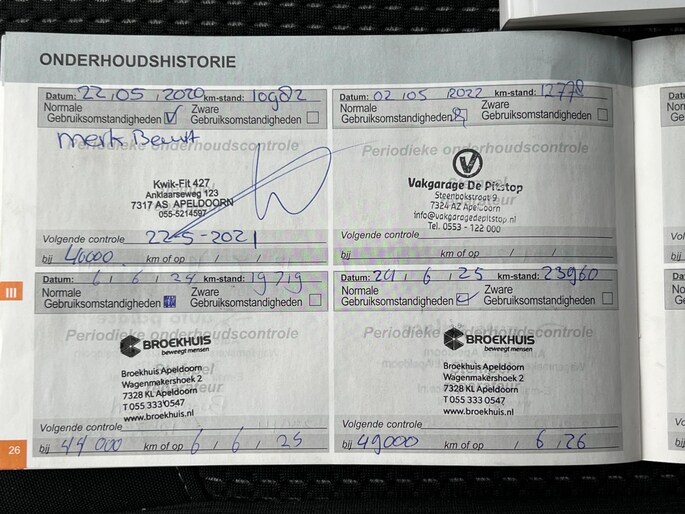 ONDERHOUDSHISTORIE
Datum: 22/05/2020 km-stand: 10982
Normale Gebruiksomstandigheden
Zware Gebruiksomstandigheden
Periodieke onderhoudscontrole
Kwik-Fit 427
Anklaarseweg 123
7317 AS APELDOORN
055-5214597
Volgende controle 22-5-2021
bij 40000 km of op / /
Datum: 02/05/2022 km-stand: 12778
Normale Gebruiksomstandigheden
Zware Gebruiksomstandigheden
Periodieke onderhoudscontrole
Vakgarage De Pitstop
Steenbokstraat 9
7324 AZ Apeldoorn
info@vakgaragedepitstop.nl
Tel. 0553 - 122 000
Volgende controle
bij km of op / /
III
Datum: 6/6/24 km-stand: 19719
Normale Gebruiksomstandigheden
Zware Gebruiksomstandigheden
Periodieke onderhoudscontrole
BROEKHUIS
beweegt mensen
Broekhuis Apeldoorn
Wagenmakershoek 2
7328 KL Apeldoorn
T 055 333 0547
www.broekhuis.nl
Volgende controle
bij 44000 km of op 6/6/25
Datum: /6/25 km-stand: 23960
Normale Gebruiksomstandigheden
Zware Gebruiksomstandigheden
Periodieke onderhoudscontrole
BROEKHUIS
beweegt mensen
Broekhuis Apeldoorn
Wagenmakershoek 2
7328 KL Apeldoorn
T 055 333 0547
www.broekhuis.nl
Volgende controle
bij 49000 km of op / 6/26
26